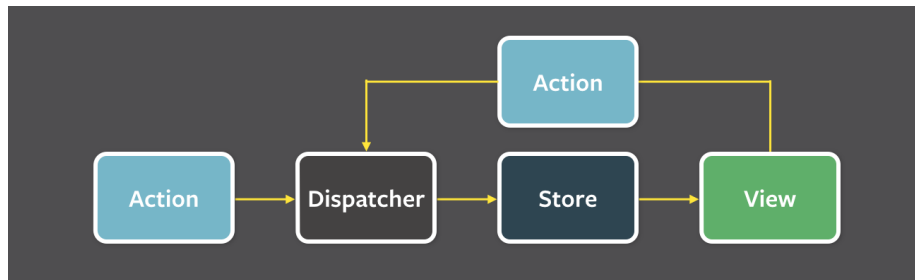 Action
Action
Dispatcher
Store
View